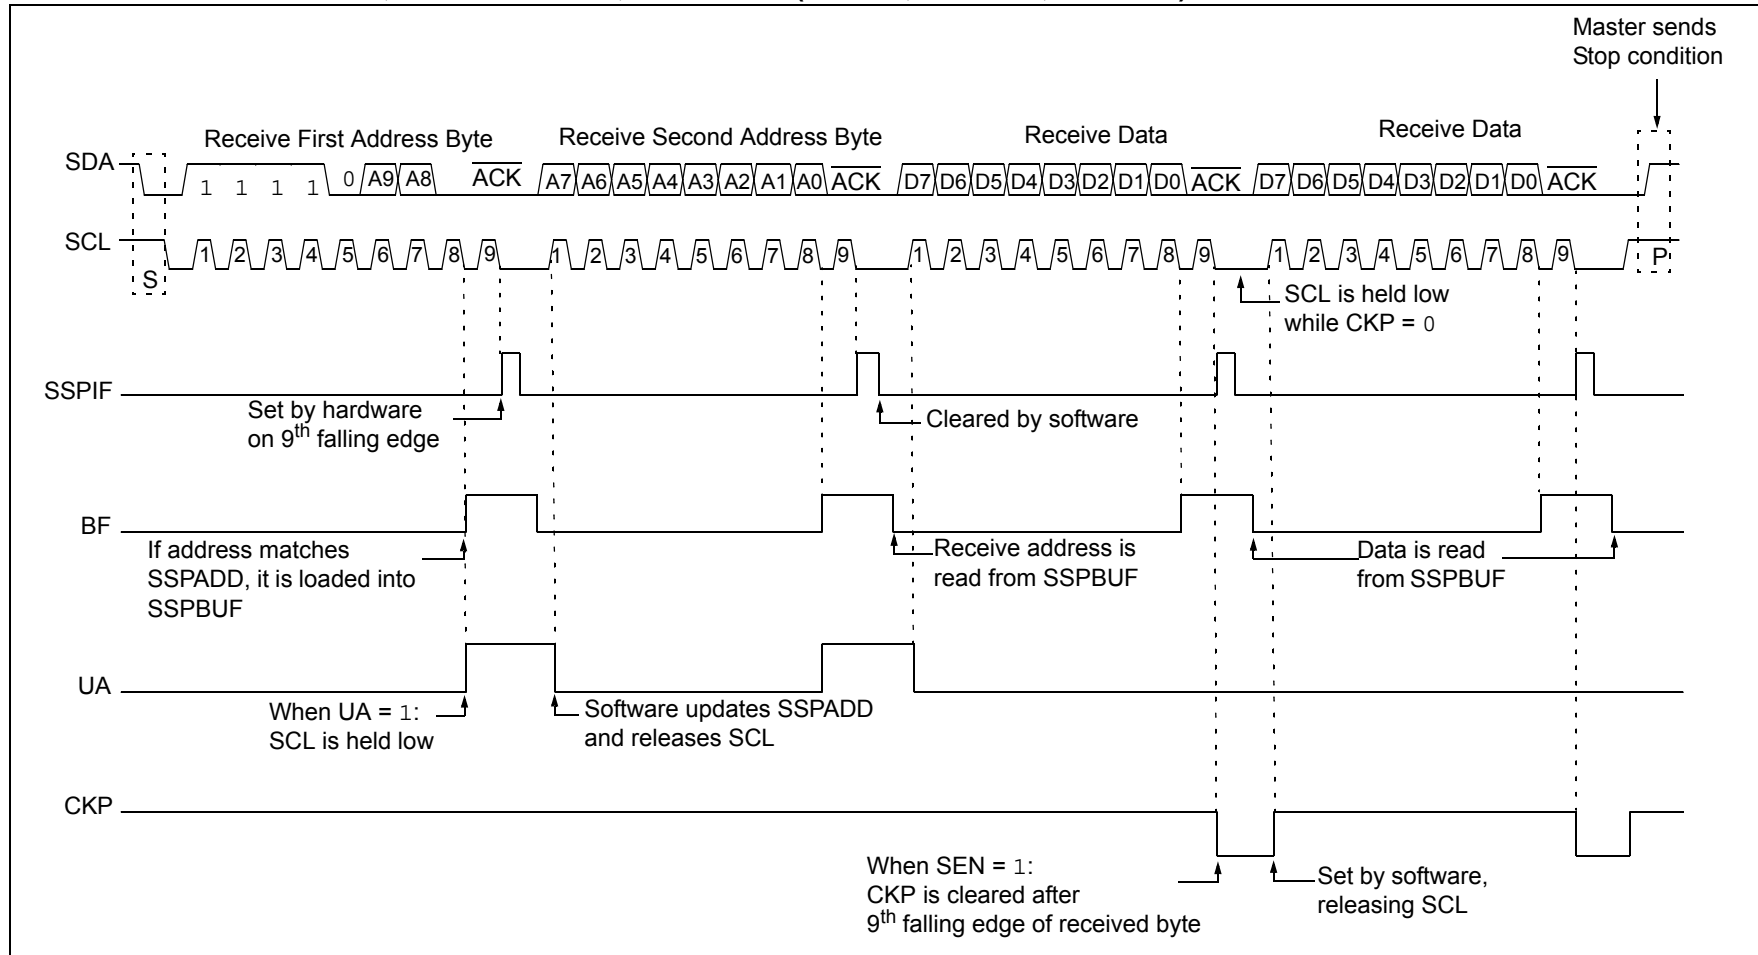 Master sends
Stop condition
Receive First Address Byte
Receive Second Address Byte
Receive Data
Receive Data
SDA
1 1 1 1 0 A9 A8 ACK A7 A6 A5 A4 A3 A2 A1 A0 ACK D7 D6 D5 D4 D3 D2 D1 D0 ACK D7 D6 D5 D4 D3 D2 D1 D0 ACK
SCL
S 1 2 3 4 5 6 7 8 9 1 2 3 4 5 6 7 8 9 1 2 3 4 5 6 7 8 9 1 2 3 4 5 6 7 8 9 P
SCL is held low
while CKP = 0
SSPIF
Set by hardware
on 9th falling edge
Cleared by software
BF
If address matches
SSPADD, it is loaded into
SSPBUF
Receive address is
read from SSPBUF
Data is read
from SSPBUF
UA
When UA = 1:
SCL is held low
Software updates SSPADD
and releases SCL
CKP
When SEN = 1:
CKP is cleared after
9th falling edge of received byte
Set by software,
releasing SCL